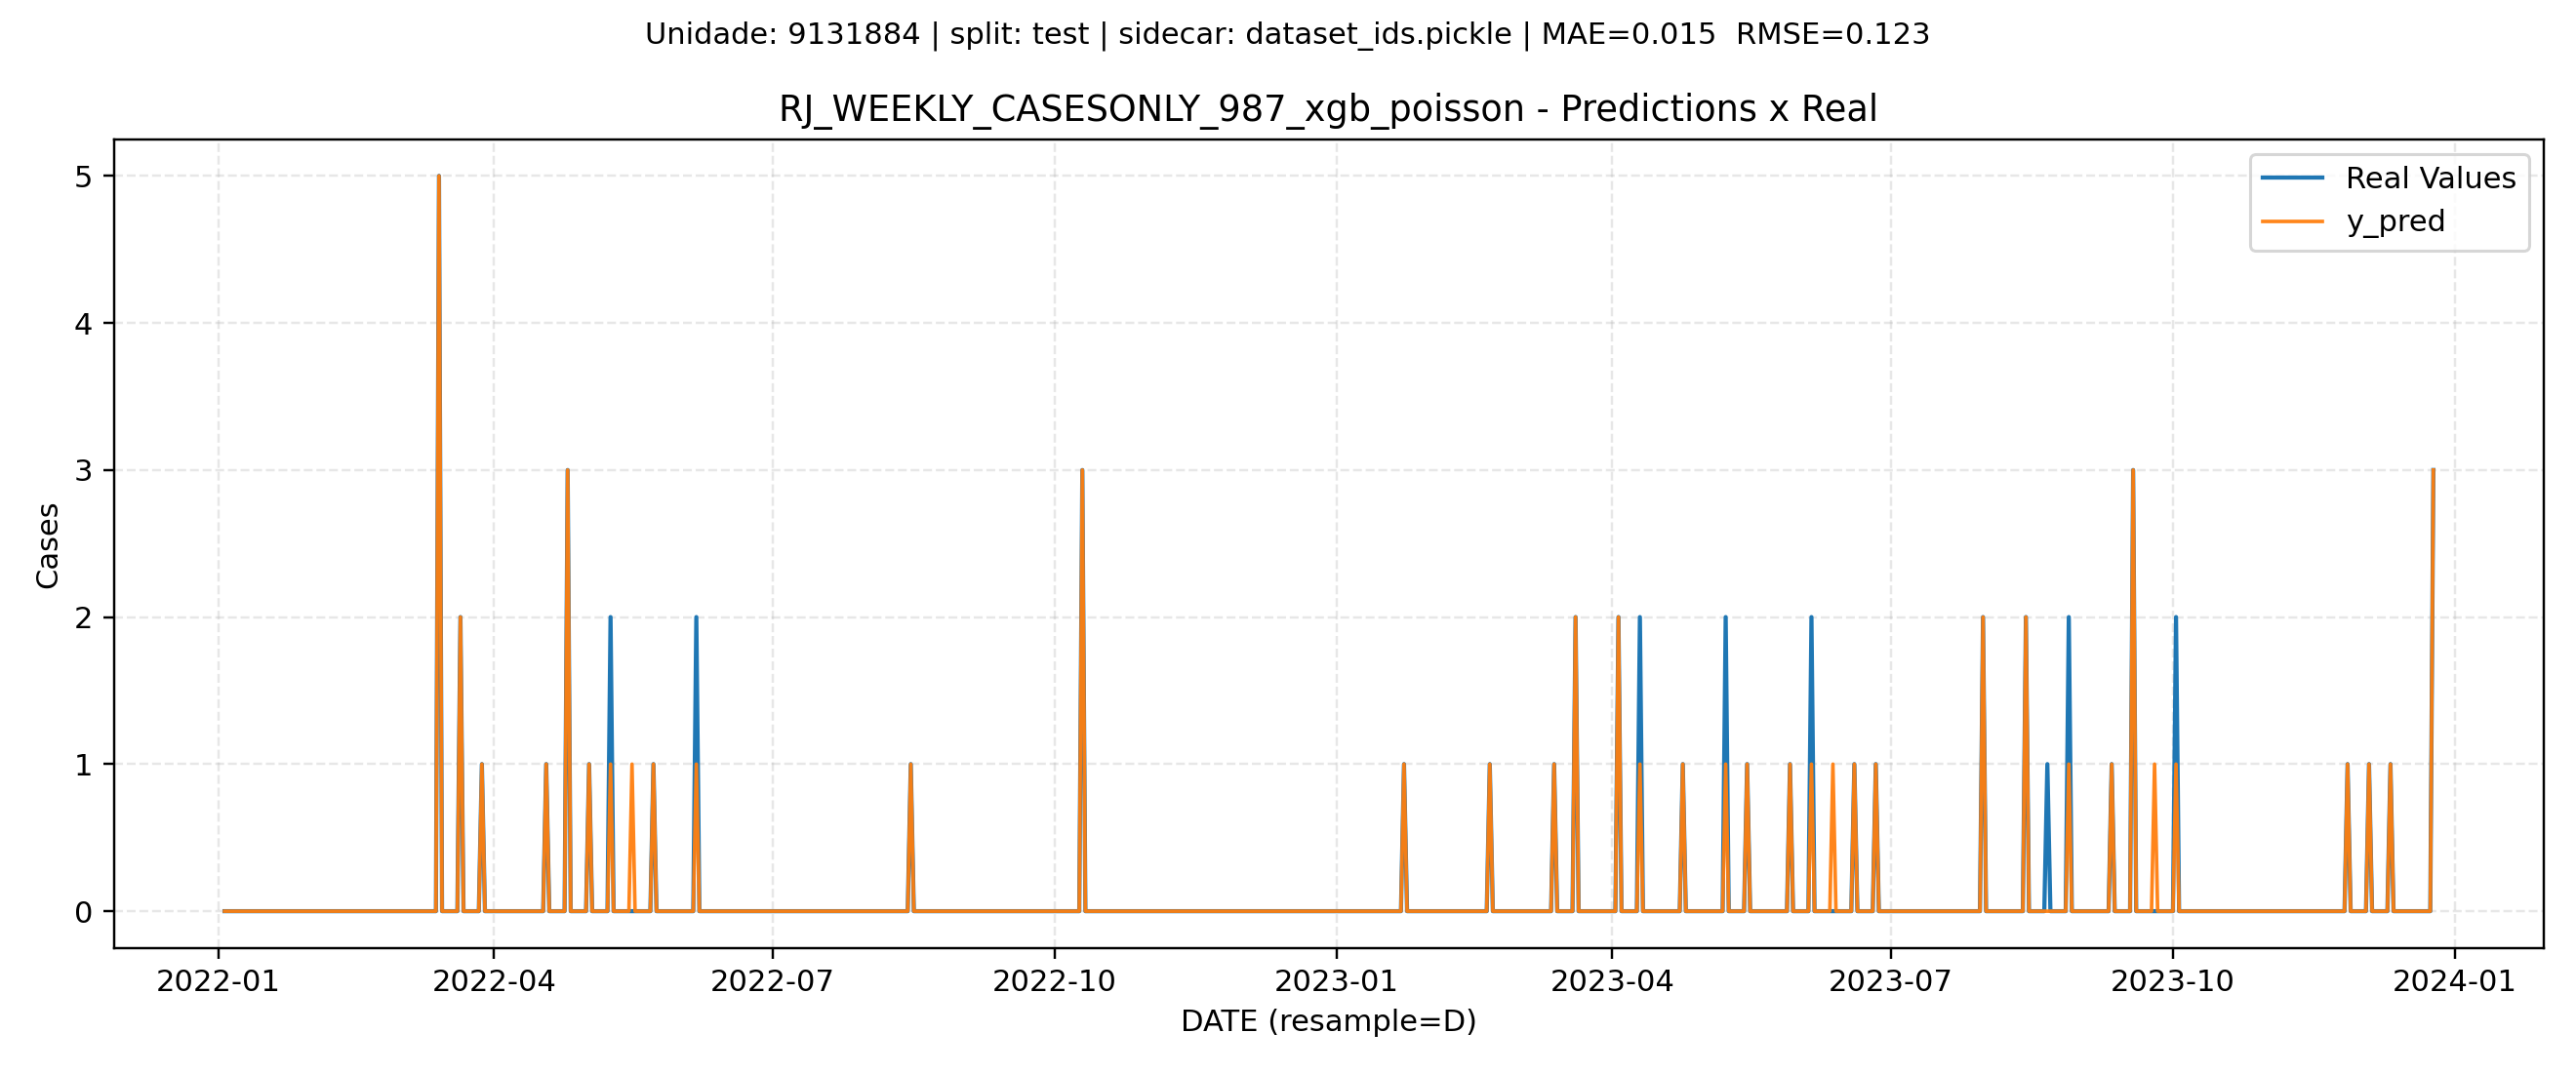 Unidade: 9131884 | split: test | sidecar: dataset_ids.pickle | MAE=0.015  RMSE=0.123
RJ_WEEKLY_CASESONLY_987_xgb_poisson - Predictions x Real
Real Values
y_pred
5
4
3
2
1
0
Cases
2022-01
2022-04
2022-07
2022-10
2023-01
2023-04
2023-07
2023-10
2024-01
DATE (resample=D)